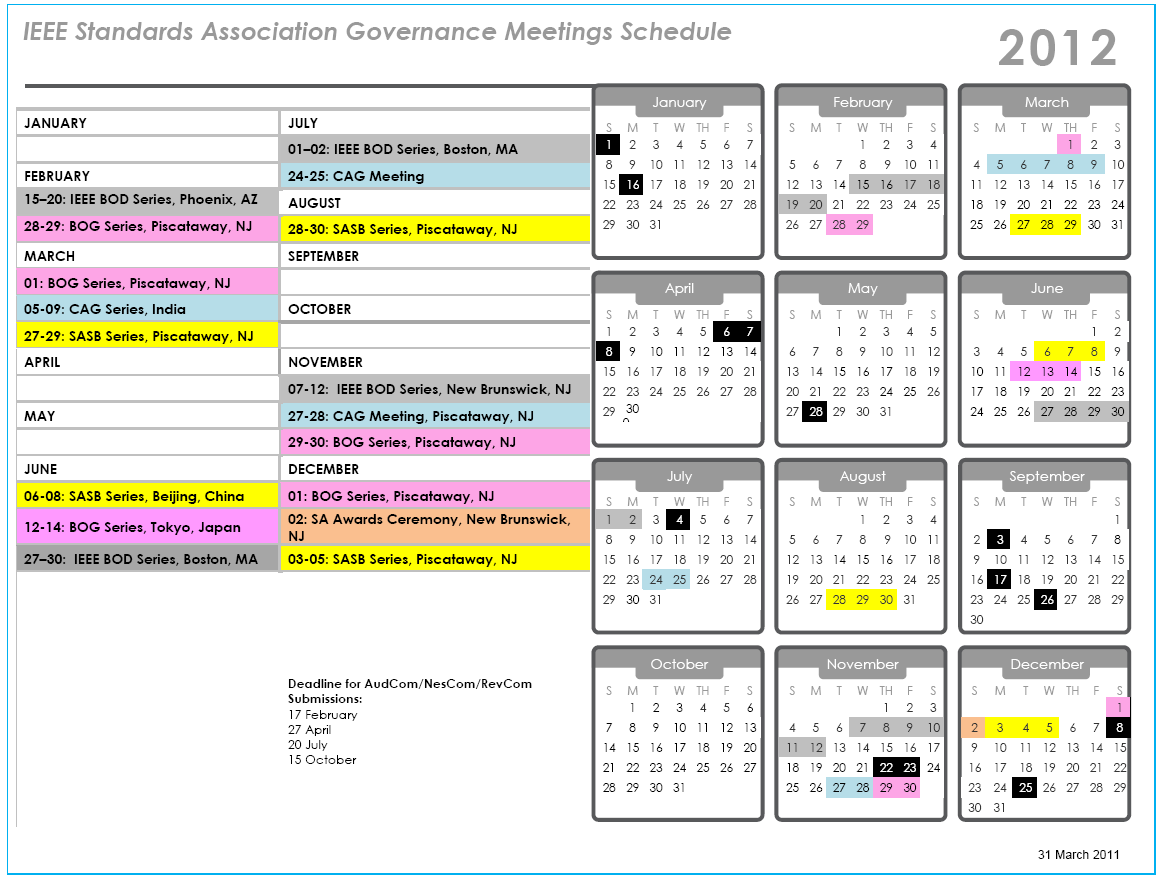 IEEE Standards Association Governance Meetings Schedule
2012
JANUARY
FEBRUARY
15–20: IEEE BOD Series, Phoenix, AZ
28-29: BOG Series, Piscataway, NJ
MARCH
01: BOG Series, Piscataway, NJ
05-09: CAG Series, India
27-29: SASB Series, Piscataway, NJ
APRIL
MAY
JUNE
06-08: SASB Series, Beijing, China
12-14: BOG Series, Tokyo, Japan
27–30:  IEEE BOD Series, Boston, MA
JULY
01–02: IEEE BOD Series, Boston, MA
24-25: CAG Meeting
AUGUST
28-30: SASB Series, Piscataway, NJ
SEPTEMBER
OCTOBER
NOVEMBER
07-12:  IEEE BOD Series, New Brunswick, NJ
27-28: CAG Meeting, Piscataway, NJ
29-30: BOG Series, Piscataway, NJ
DECEMBER
01: BOG Series, Piscataway, NJ
02: SA Awards Ceremony, New Brunswick,
NJ
03-05: SASB Series, Piscataway, NJ
Deadline for AudCom/NesCom/RevCom
Submissions:
17 February
27 April
20 July
15 October
January
S M T W TH F S
1 2 3 4 5 6 7
8 9 10 11 12 13 14
15 16 17 18 19 20 21
22 23 24 25 26 27 28
29 30 31
February
S M T W TH F S
1 2 3 4
5 6 7 8 9 10 11
12 13 14 15 16 17 18
19 20 21 22 23 24 25
26 27 28 29
March
S M T W TH F S
1 2 3
4 5 6 7 8 9 10
11 12 13 14 15 16 17
18 19 20 21 22 23 24
25 26 27 28 29 30 31
April
S M T W TH F S
1 2 3 4 5 6 7
8 9 10 11 12 13 14
15 16 17 18 19 20 21
22 23 24 25 26 27 28
29 30
May
S M T W TH F S
1 2 3 4 5
6 7 8 9 10 11 12
13 14 15 16 17 18 19
20 21 22 23 24 25 26
27 28 29 30 31
June
S M T W TH F S
1 2
3 4 5 6 7 8 9
10 11 12 13 14 15 16
17 18 19 20 21 22 23
24 25 26 27 28 29 30
July
S M T W TH F S
1 2 3 4 5 6 7
8 9 10 11 12 13 14
15 16 17 18 19 20 21
22 23 24 25 26 27 28
29 30 31
August
S M T W TH F S
1 2 3 4
5 6 7 8 9 10 11
12 13 14 15 16 17 18
19 20 21 22 23 24 25
26 27 28 29 30 31
September
S M T W TH F S
1
2 3 4 5 6 7 8
9 10 11 12 13 14 15
16 17 18 19 20 21 22
23 24 25 26 27 28 29
30
October
S M T W TH F S
1 2 3 4 5 6
7 8 9 10 11 12 13
14 15 16 17 18 19 20
21 22 23 24 25 26 27
28 29 30 31
November
S M T W TH F S
1 2 3
4 5 6 7 8 9 10
11 12 13 14 15 16 17
18 19 20 21 22 23 24
25 26 27 28 29 30
December
S M T W TH F S
1
2 3 4 5 6 7 8
9 10 11 12 13 14 15
16 17 18 19 20 21 22
23 24 25 26 27 28 29
30 31
31 March 2011